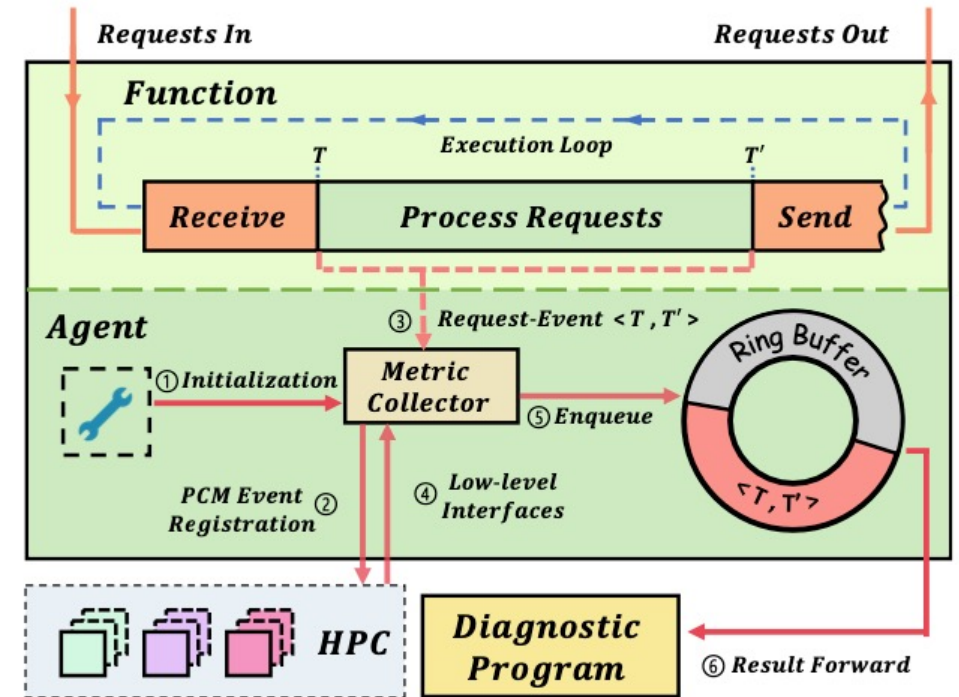 Requests In
Requests Out
Function
Execution Loop
T
T'
Receive
Process Requests
Send
Agent
③ Request-Event <T, T'>
① Initialization
Metric
Collector
Ring Buffer
⑤ Enqueue
<T, T'>
PCM Event
Registration ②
④ Low-level
Interfaces
HPC
Diagnostic
Program
⑥ Result Forward